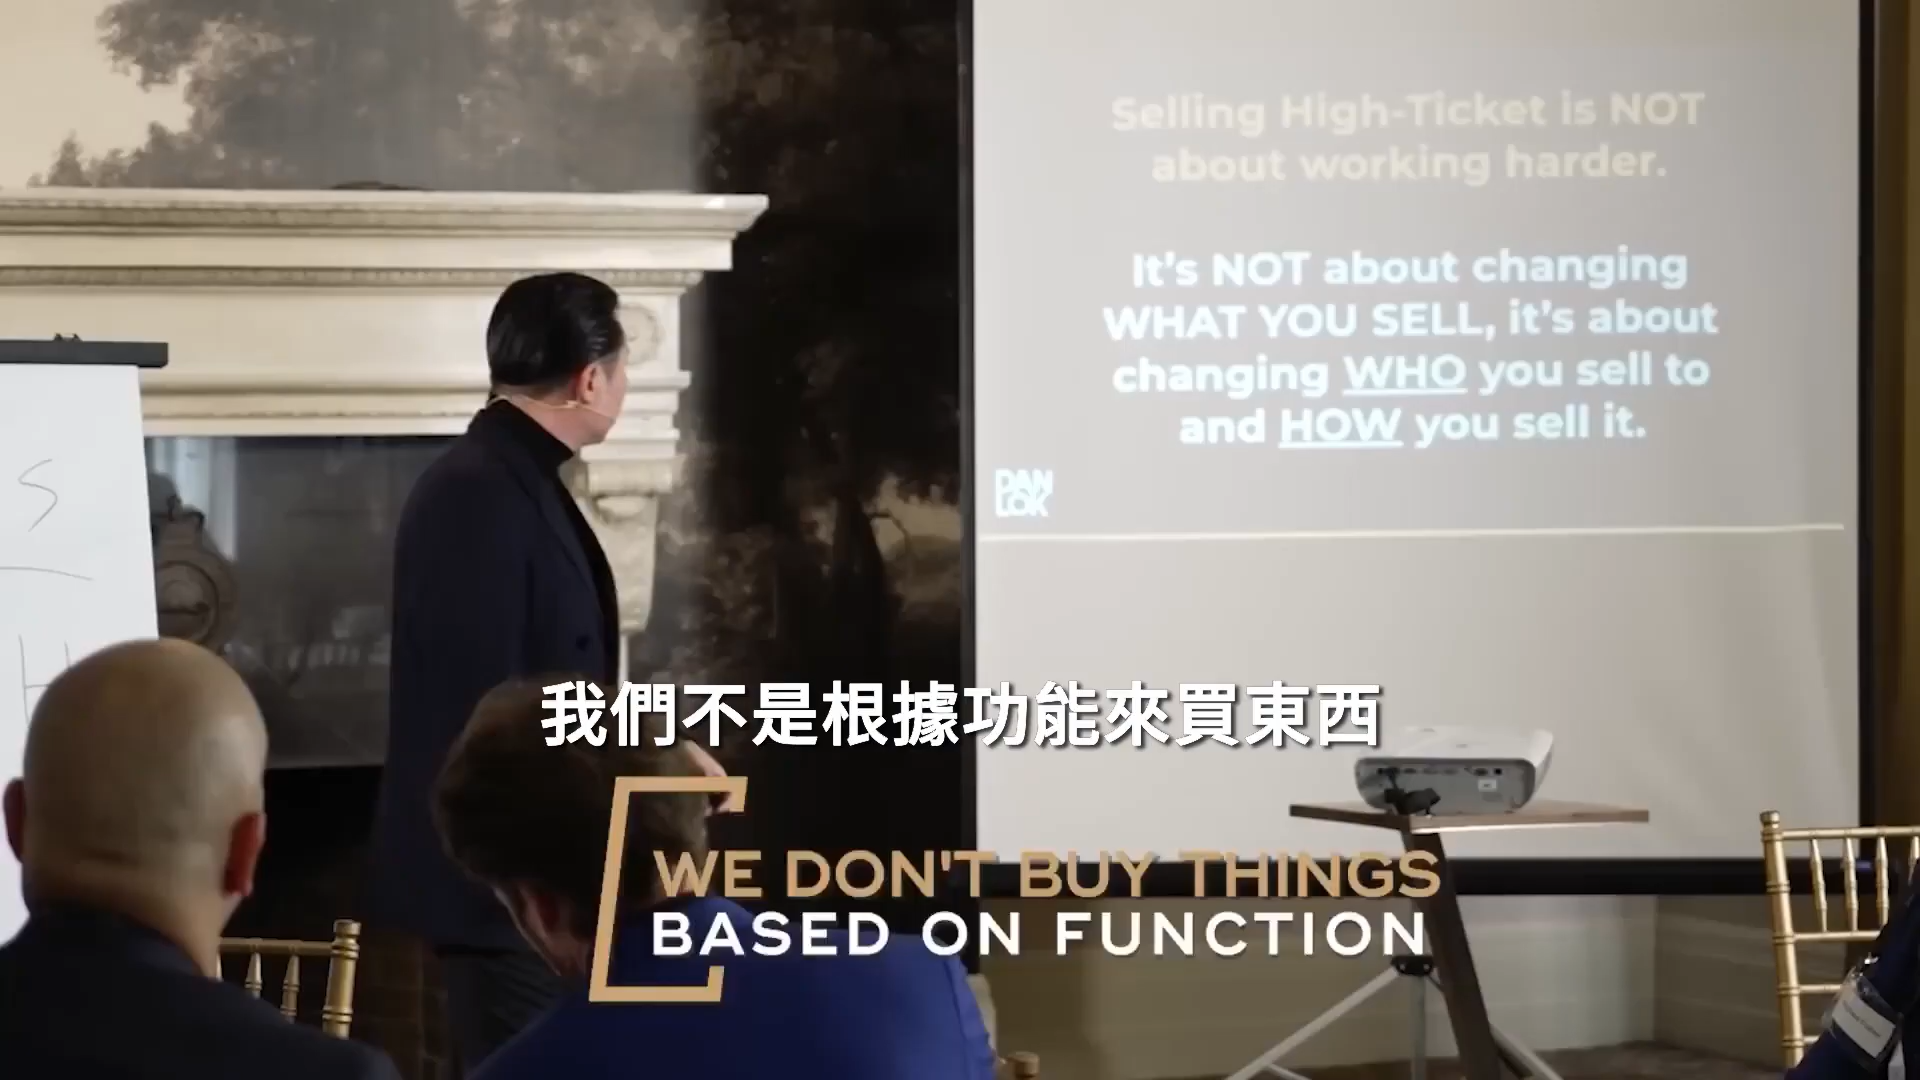 Selling High-Ticket is NOT
about working harder.
It's NOT about changing
WHAT YOU SELL, it's about
changing WHO you sell to
and HOW you sell it.
DAN
LOK
S
H
我們不是根據功能來買東西
WE DON'T BUY THINGS
BASED ON FUNCTION